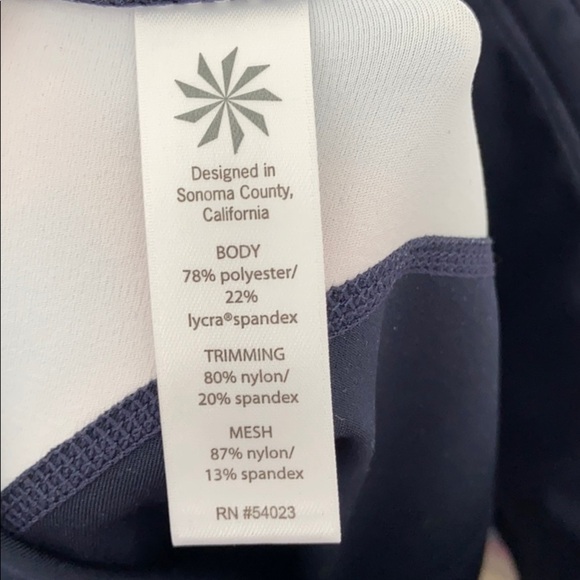 Designed in
Sonoma County,
California
BODY
78% polyester/
22%
lycra®spandex
TRIMMING
80% nylon/
20% spandex
MESH
87% nylon/
13% spandex
RN #54023